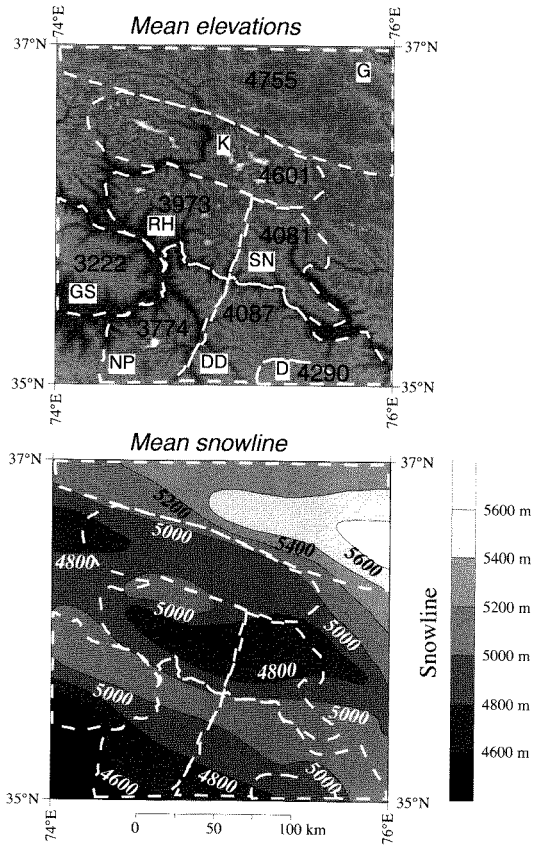 74°E
Mean elevations
76°E
37°N
37°N
4755
G
K
4601
3973
RH
4081
3222
SN
GS
4087
3774
NP
DD
D
4290
35°N
35°N
74°E
76°E
Mean snowline
37°N
37°N
5200
5000
5400
5600
4800
5000
5000
4800
5000
5000
4600
4800
5000
5600 m
5400 m
5200 m
5000 m
4800 m
4600 m
Snowline
35°N
35°N
74°E
76°E
0 50 100 km